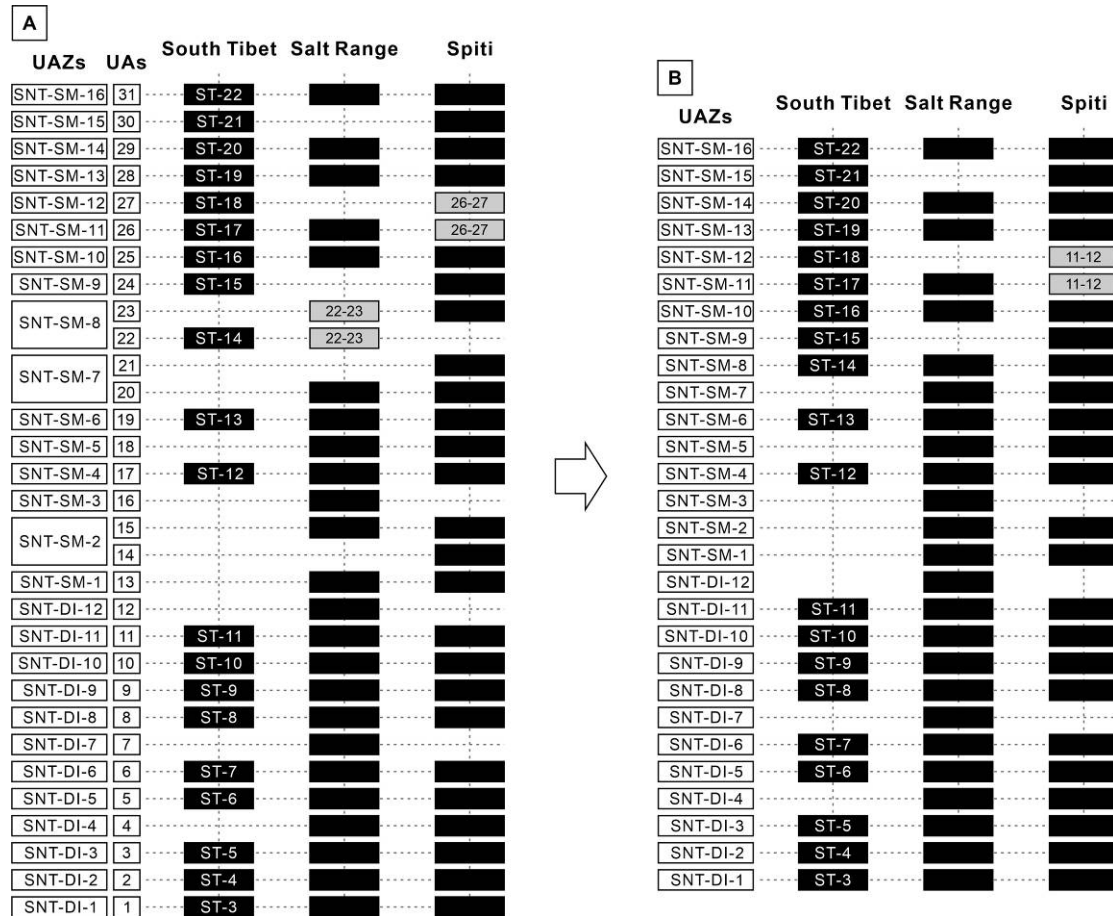 A
UAZs UAs South Tibet Salt Range Spiti
SNT-SM-16 31 ST-22
SNT-SM-15 30 ST-21
SNT-SM-14 29 ST-20
SNT-SM-13 28 ST-19
SNT-SM-12 27 ST-18 26-27
SNT-SM-11 26 ST-17 26-27
SNT-SM-10 25 ST-16
SNT-SM-9 24 ST-15
SNT-SM-8 23 22-23
22 ST-14 22-23
SNT-SM-7 21
20
SNT-SM-6 19 ST-13
SNT-SM-5 18
SNT-SM-4 17 ST-12
SNT-SM-3 16
SNT-SM-2 15
14
SNT-SM-1 13
SNT-DI-12 12
SNT-DI-11 11 ST-11
SNT-DI-10 10 ST-10
SNT-DI-9 9 ST-9
SNT-DI-8 8 ST-8
SNT-DI-7 7
SNT-DI-6 6 ST-7
SNT-DI-5 5 ST-6
SNT-DI-4 4
SNT-DI-3 3 ST-5
SNT-DI-2 2 ST-4
SNT-DI-1 1 ST-3
B
UAZs South Tibet Salt Range Spiti
SNT-SM-16 ST-22
SNT-SM-15 ST-21
SNT-SM-14 ST-20
SNT-SM-13 ST-19
SNT-SM-12 ST-18 11-12
SNT-SM-11 ST-17 11-12
SNT-SM-10 ST-16
SNT-SM-9 ST-15
SNT-SM-8 ST-14
SNT-SM-7
SNT-SM-6 ST-13
SNT-SM-5
SNT-SM-4 ST-12
SNT-SM-3
SNT-SM-2
SNT-SM-1
SNT-DI-12
SNT-DI-11 ST-11
SNT-DI-10 ST-10
SNT-DI-9 ST-9
SNT-DI-8 ST-8
SNT-DI-7
SNT-DI-6 ST-7
SNT-DI-5 ST-6
SNT-DI-4
SNT-DI-3 ST-5
SNT-DI-2 ST-4
SNT-DI-1 ST-3